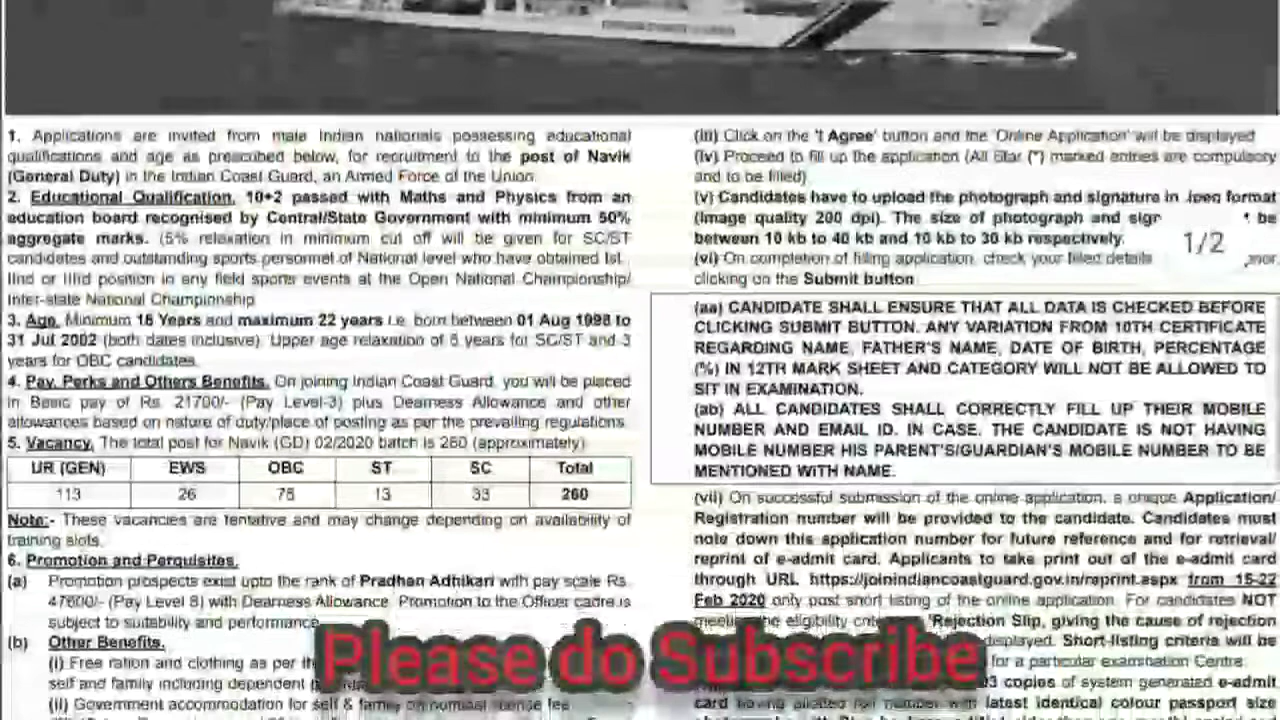 1. Applications are invited from male Indian nationals possessing educational
qualifications and age as prescribed below, for recruitment to the post of Navik
(General Duty) in the Indian Coast Guard, an Armed Force of the Union.
2. Educational Qualification. 10+2 passed with Maths and Physics from an
education board recognised by Central/State Government with minimum 50%
aggregate marks. (5% relaxation in minimum cut off will be given for SC/ST
candidates and outstanding sports personnel of National level who have obtained Ist,
IInd or IIIrd position in any field sports events at the Open National Championship/
Inter-state National Championship
3. Age. Minimum 18 Years and maximum 22 years i.e. born between 01 Aug 1998 to
31 Jul 2002 (both dates inclusive). Upper age relaxation of 5 years for SC/ST and 3
years for OBC candidates.
4. Pay, Perks and Others Benefits. On joining Indian Coast Guard, you will be placed
in Basic pay of Rs. 21700/- (Pay Level-3) plus Dearness Allowance and other
allowances based on nature of duty/place of posting as per the prevailing regulations.
5. Vacancy. The total post for Navik (GD) 02/2020 batch is 260 (approximately)
UR (GEN) EWS OBC ST SC Total
113 26 75 13 33 260
Note:- These vacancies are tentative and may change depending on availability of
training slots.
6. Promotion and Perquisites.
(a) Promotion prospects exist upto the rank of Pradhan Adhikari with pay scale Rs.
47600/- (Pay Level 8) with Dearness Allowance. Promotion to the Officer cadre is
subject to suitability and performance
(b) Other Benefits.
(i) Free ration and clothing as per
self and family including dependent
(ii) Government accommodation for self & family on nominal fee
(iii) Click on the 'I Agree' button and the 'Online Application' will be displayed
(iv) Proceed to fill up the application (All Star (*) marked entries are compulsory
and to be filled)
(v) Candidates have to upload the photograph and signature in Jpeg format
(Image quality 200 dpi). The size of photograph and sign be
between 10 kb to 40 kb and 10 kb to 30 kb respectively.
(vi) On completion of filling application, check your filled details
clicking on the Submit button
1/2
(aa) CANDIDATE SHALL ENSURE THAT ALL DATA IS CHECKED BEFORE
CLICKING SUBMIT BUTTON. ANY VARIATION FROM 10TH CERTIFICATE
REGARDING NAME, FATHER'S NAME, DATE OF BIRTH, PERCENTAGE
(%) IN 12TH MARK SHEET AND CATEGORY WILL NOT BE ALLOWED TO
SIT IN EXAMINATION.
(ab) ALL CANDIDATES SHALL CORRECTLY FILL UP THEIR MOBILE
NUMBER AND EMAIL ID. IN CASE. THE CANDIDATE IS NOT HAVING
MOBILE NUMBER HIS PARENT'S/GUARDIAN'S MOBILE NUMBER TO BE
MENTIONED WITH NAME.
(vii) On successful submission of the online application, a unique Application/
Registration number will be provided to the candidate. Candidates must
note down this application number for future reference and for retrieval/
reprint of e-admit card. Applicants to take print out of the e-admit card
through URL https://joinindiancoastguard.gov.in/reprint.aspx from 15-22
Feb 2020 only post short listing of the online application. For candidates NOT
meeting the eligibility 'Rejection Slip, giving the cause of rejection
displayed. Short-listing criteria will be
for a particular examination Centre.
03 copies of system generated e-admit
card having number with latest identical colour passport size
Please do Subscribe